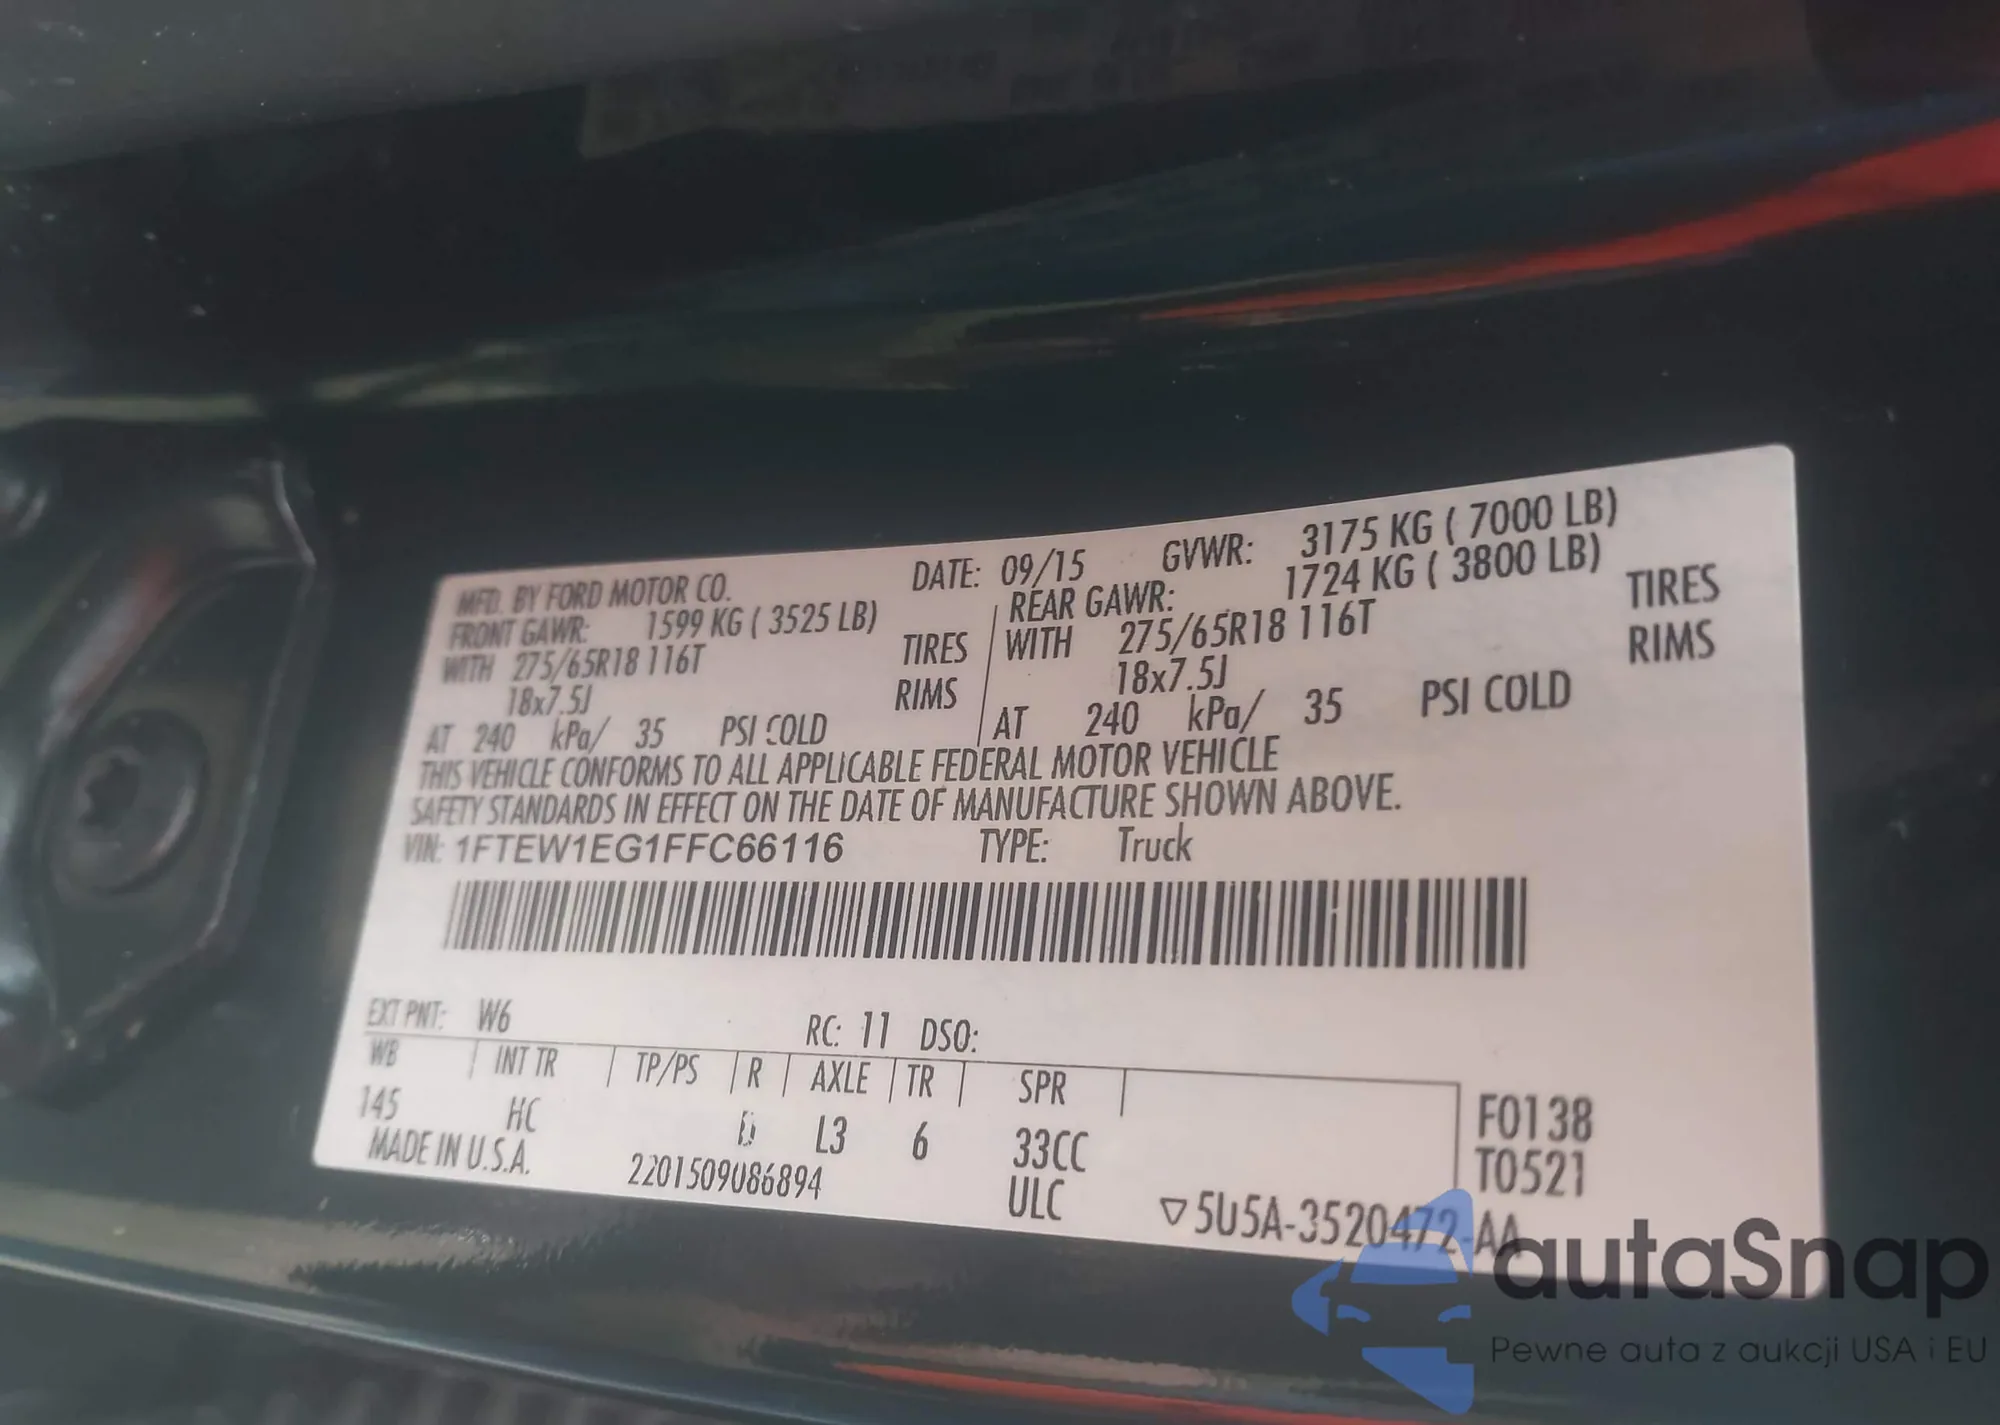 MFD. BY FORD MOTOR CO. DATE: 09/15 GVWR: 3175 KG ( 7000 LB)
FRONT GAWR: 1599 KG ( 3525 LB) REAR GAWR: 1724 KG ( 3800 LB)
WITH 275/65R18 116T TIRES WITH 275/65R18 116T TIRES
18x7.5J RIMS 18x7.5J RIMS
AT 240 kPa/ 35 PSI COLD AT 240 kPa/ 35 PSI COLD
THIS VEHICLE CONFORMS TO ALL APPLICABLE FEDERAL MOTOR VEHICLE
SAFETY STANDARDS IN EFFECT ON THE DATE OF MANUFACTURE SHOWN ABOVE.
VIN: 1FTEW1EG1FFC66116 TYPE: Truck
EXT PNT: W6 RC: 11 DSO:
WB INT TR TP/PS R AXLE TR SPR
145 HC L3 6 33CC F0138
MADE IN U.S.A. 2201509086894 ULC T0521
▽5U5A-3520472-AA
autaSnap
Pewne auta z aukcji USA i EU